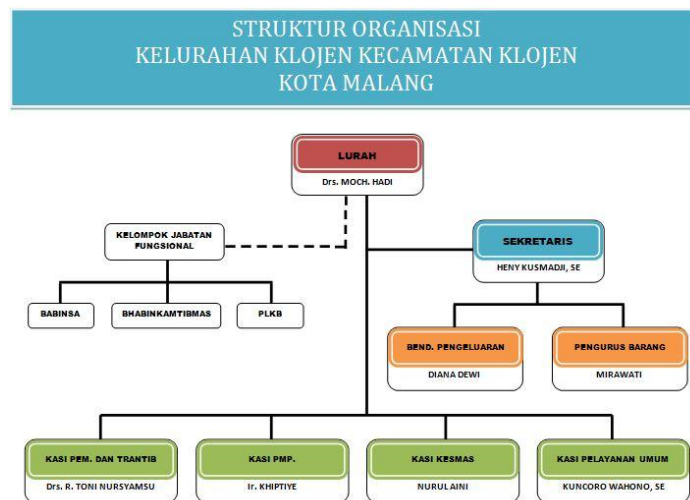 STRUKTUR ORGANISASI
KELURAHAN KLOJEN KECAMATAN KLOJEN
KOTA MALANG
LURAH
Drs. MOCH. HADI
KELOMPOK JABATAN
FUNGSIONAL
SEKRETARIS
HENY KUSMADJI, SE
BABINSA
BHABINKAMTIBMAS
PLKB
BEND. PENGELUARAN
DIANA DEWI
PENGURUS BARANG
MIRAWATI
KASI PEM. DAN TRANTIB
Drs. R. TONI NURSYAMSU
KASI PMP.
Ir. KHIPTIYE
KASI KESMAS
NURUL AINI
KASI PELAYANAN UMUM
KUNCORO WAHONO, SE